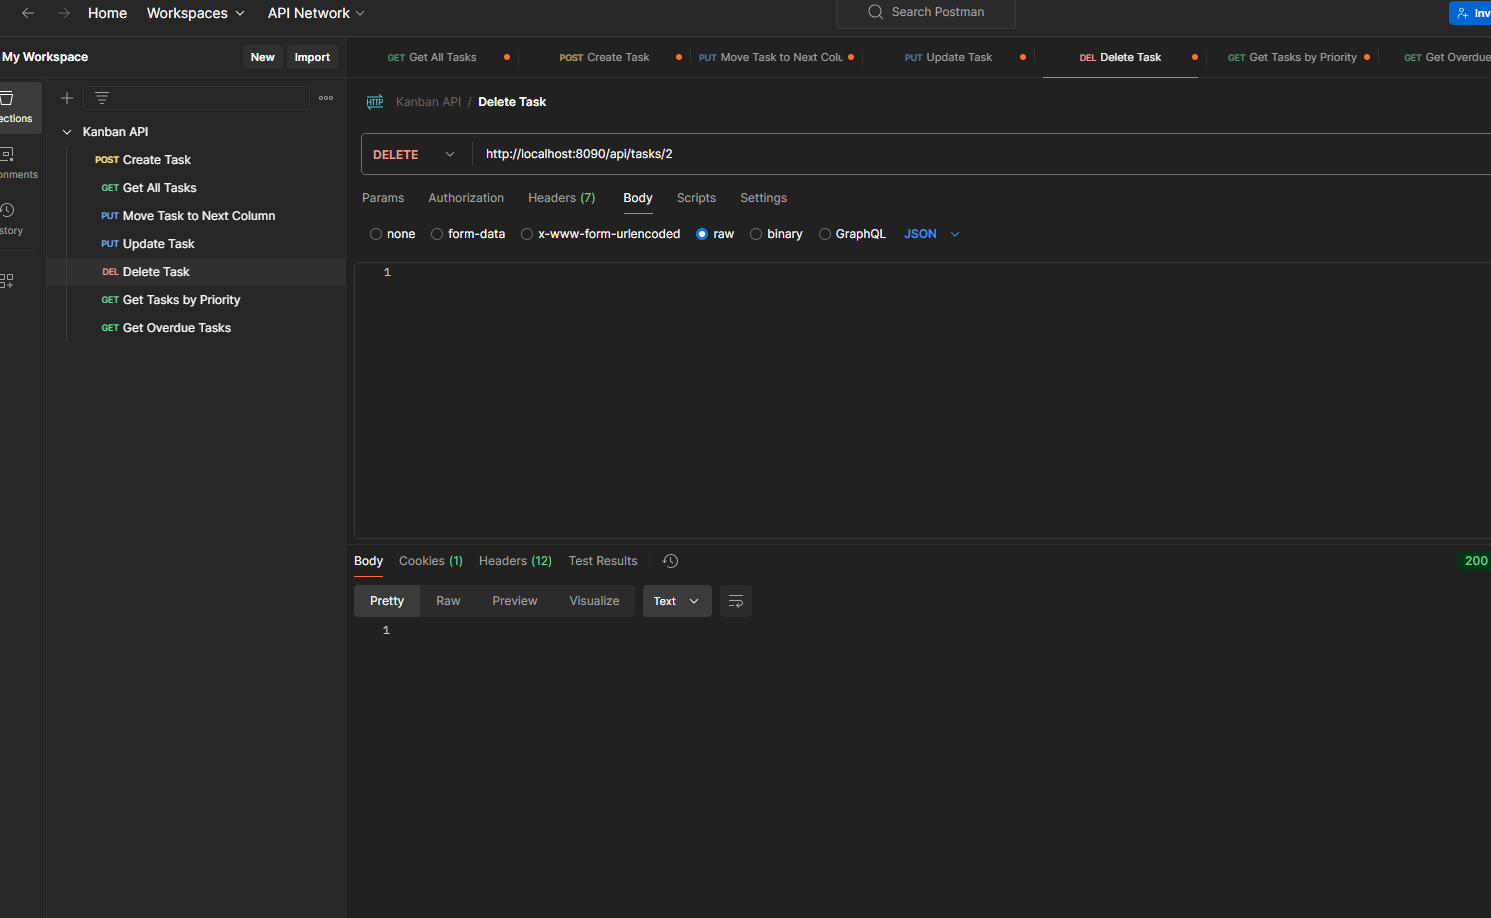 Home Workspaces API Network Search Postman Inv
My Workspace New Import
GET Get All Tasks POST Create Task PUT Move Task to Next Colu PUT Update Task DEL Delete Task GET Get Tasks by Priority GET Get Overdue
ections
onments
story
Kanban API
POST Create Task
GET Get All Tasks
PUT Move Task to Next Column
PUT Update Task
DEL Delete Task
GET Get Tasks by Priority
GET Get Overdue Tasks
HTTP Kanban API / Delete Task
DELETE http://localhost:8090/api/tasks/2
Params Authorization Headers (7) Body Scripts Settings
none form-data x-www-form-urlencoded raw binary GraphQL JSON
1
Body Cookies (1) Headers (12) Test Results 200
Pretty Raw Preview Visualize Text
1